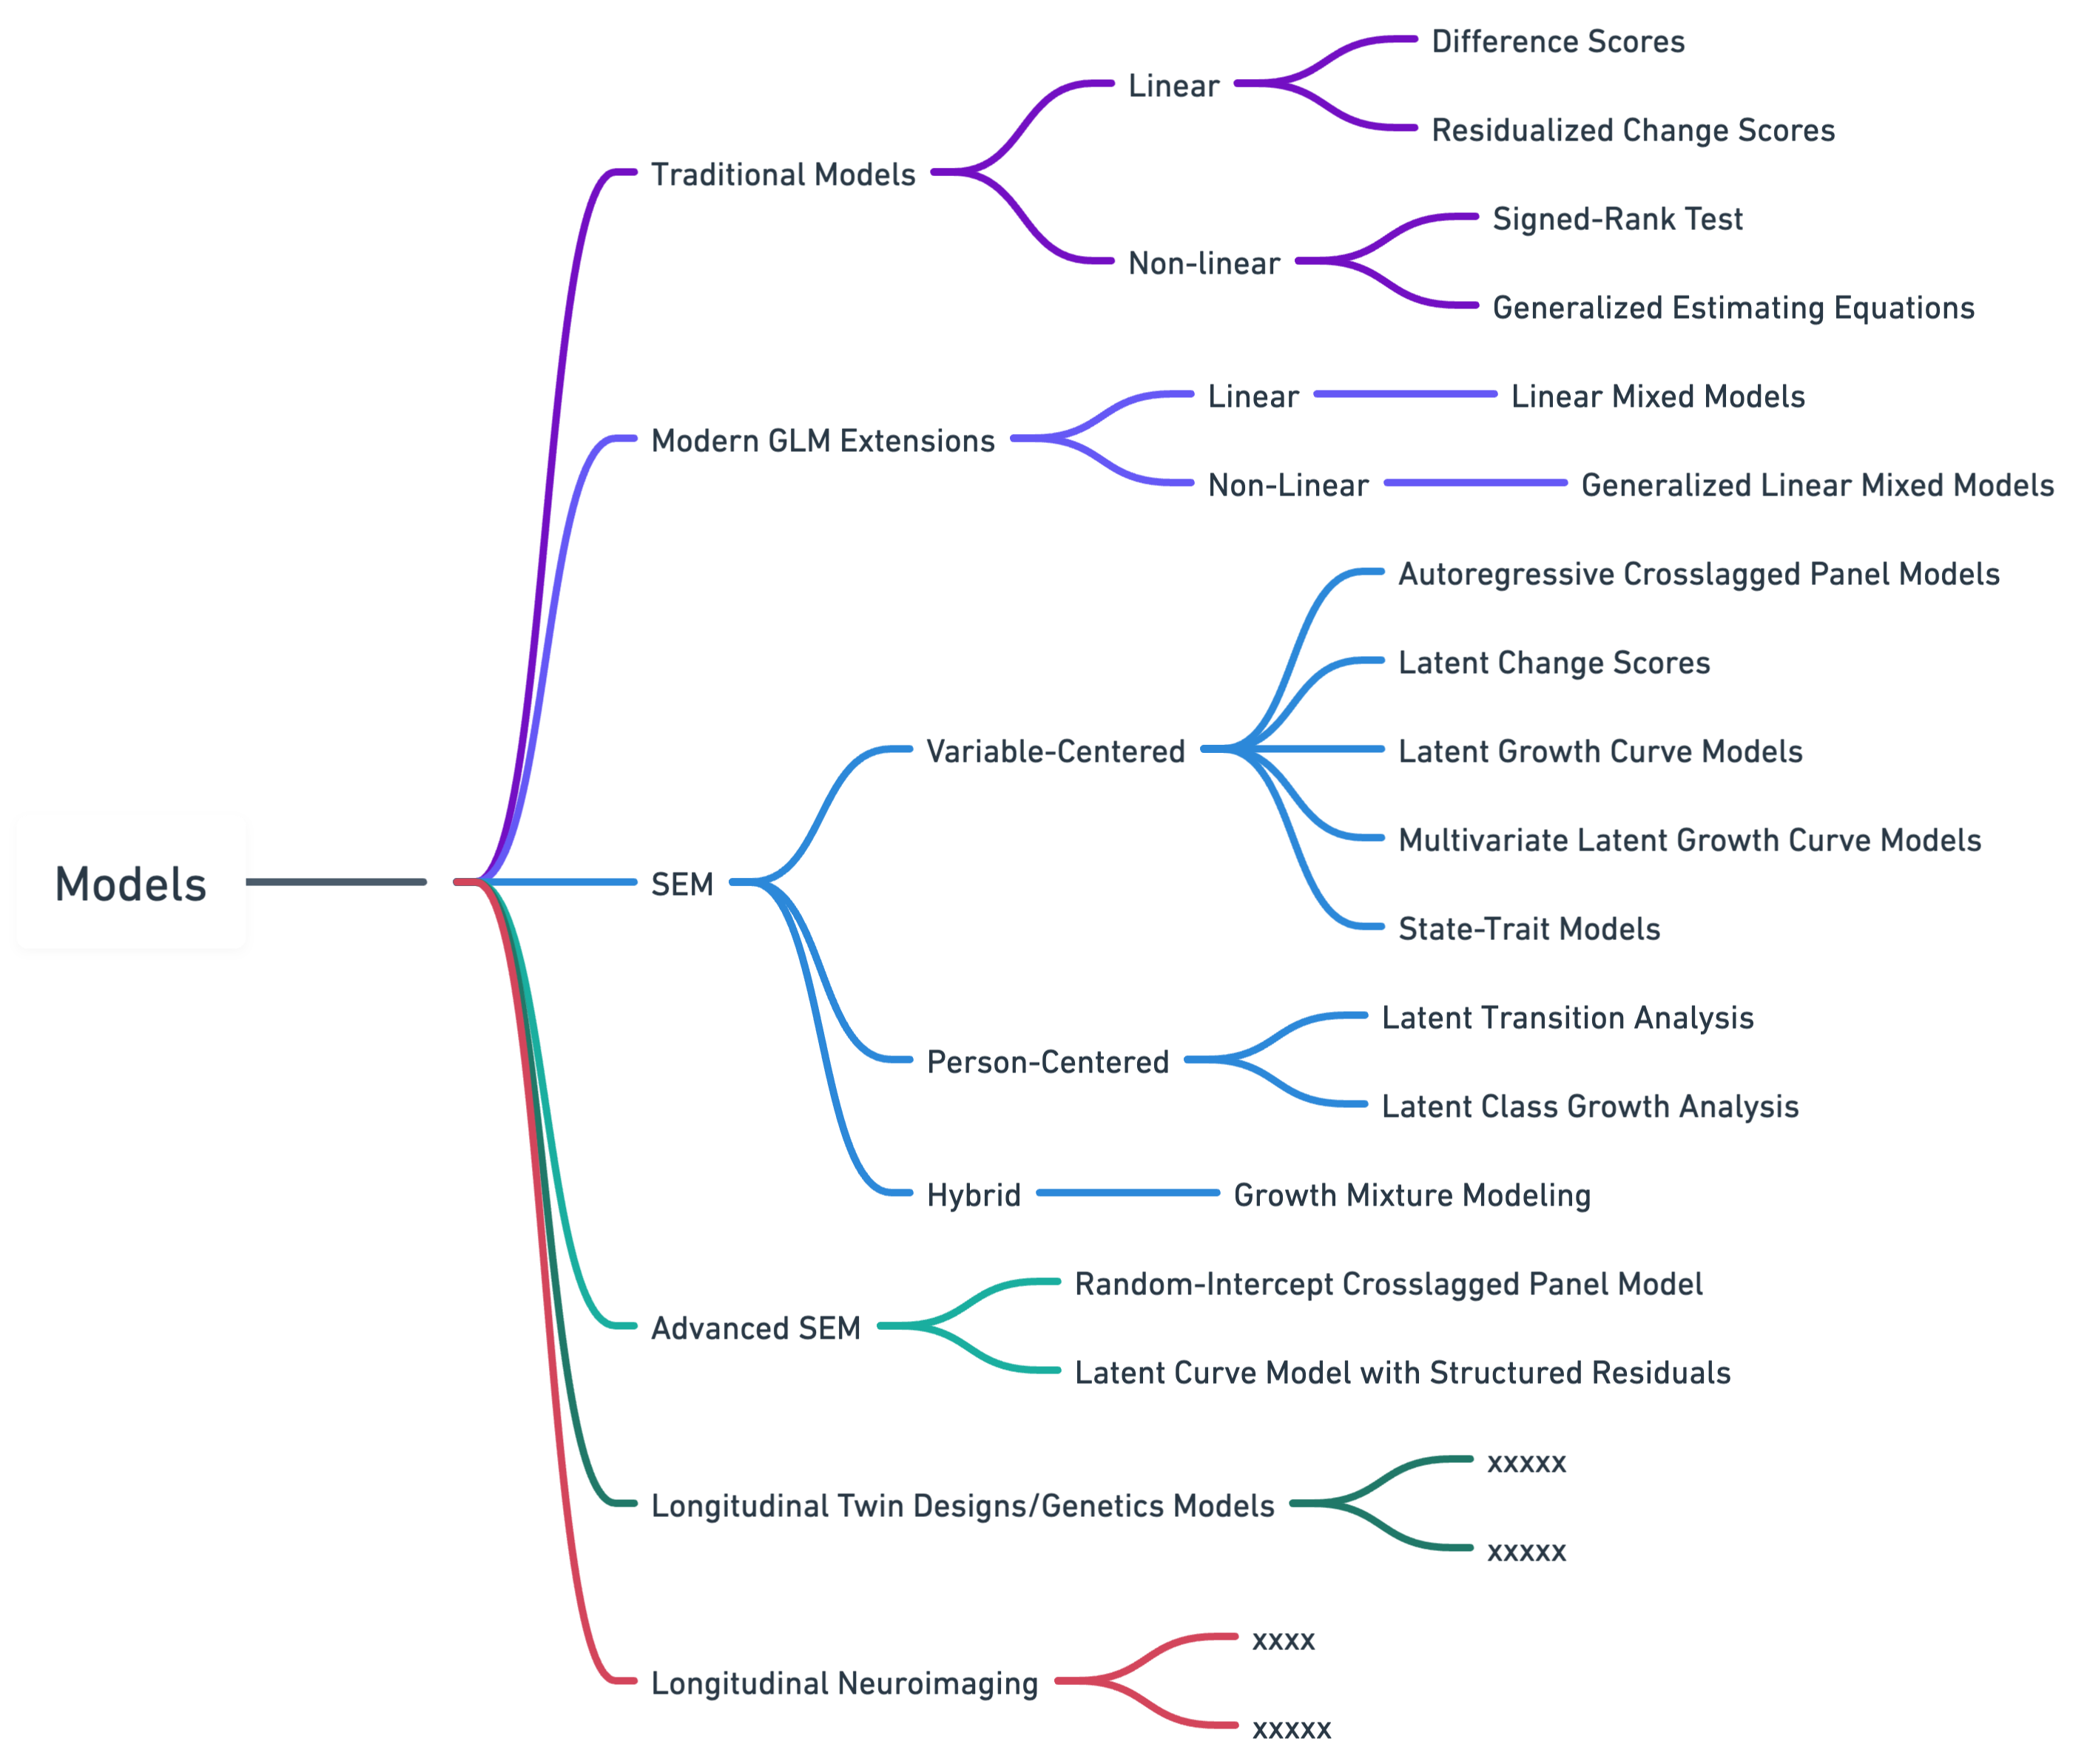 Models
Traditional Models
Linear
Difference Scores
Residualized Change Scores
Non-linear
Signed-Rank Test
Generalized Estimating Equations
Modern GLM Extensions
Linear
Linear Mixed Models
Non-Linear
Generalized Linear Mixed Models
SEM
Variable-Centered
Autoregressive Crosslagged Panel Models
Latent Change Scores
Latent Growth Curve Models
Multivariate Latent Growth Curve Models
State-Trait Models
Person-Centered
Latent Transition Analysis
Latent Class Growth Analysis
Hybrid
Growth Mixture Modeling
Advanced SEM
Random-Intercept Crosslagged Panel Model
Latent Curve Model with Structured Residuals
Longitudinal Twin Designs/Genetics Models
xxxxx
xxxxx
Longitudinal Neuroimaging
xxxx
xxxxx